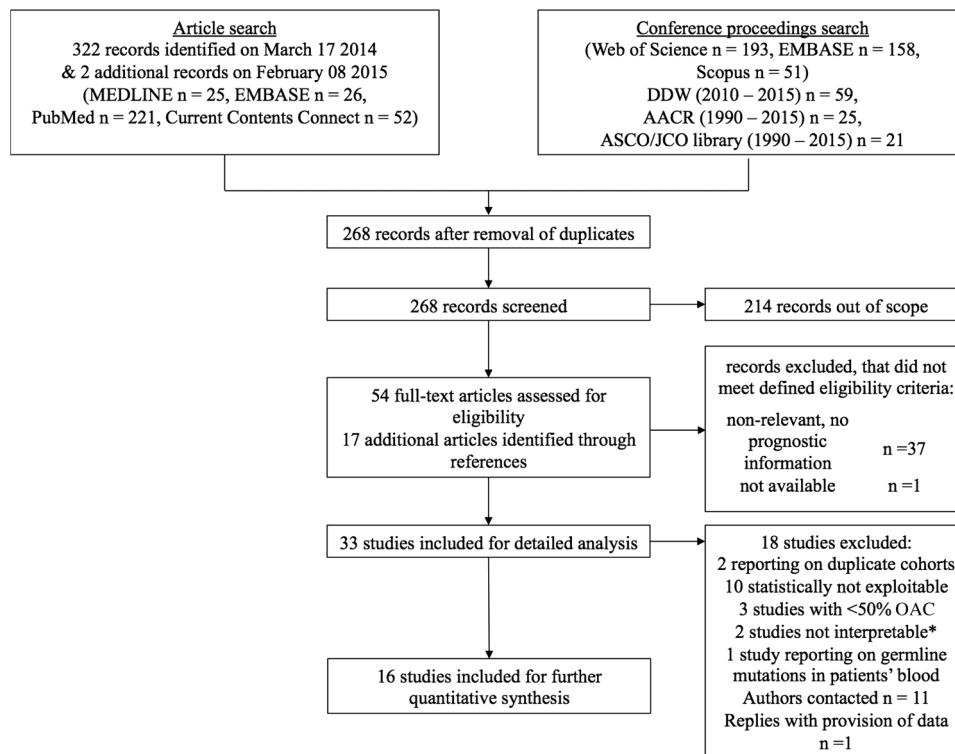 Article search
322 records identified on March 17 2014
& 2 additional records on February 08 2015
(MEDLINE n = 25, EMBASE n = 26,
PubMed n = 221, Current Contents Connect n = 52)
Conference proceedings search
(Web of Science n = 193, EMBASE n = 158,
Scopus n = 51)
DDW (2010 – 2015) n = 59,
AACR (1990 – 2015) n = 25,
ASCO/JCO library (1990 – 2015) n = 21
268 records after removal of duplicates
268 records screened
214 records out of scope
54 full-text articles assessed for
eligibility
17 additional articles identified through
references
records excluded, that did not
meet defined eligibility criteria:
non-relevant, no
prognostic
information
n =37
not available n =1
33 studies included for detailed analysis
18 studies excluded:
2 reporting on duplicate cohorts
10 statistically not exploitable
3 studies with <50% OAC
2 studies not interpretable*
1 study reporting on germline
mutations in patients’ blood
Authors contacted n = 11
Replies with provision of data
n =1
16 studies included for further
quantitative synthesis